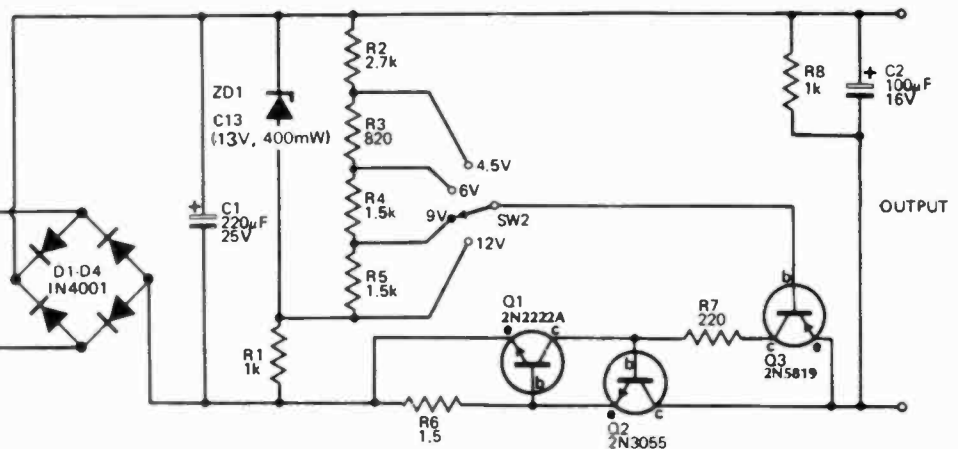 R2
2.7k
R8
1k
+
C2
100µF
16V
ZD1
C13
(13V, 400mW)
R3
820
4.5V
6V
R4
1.5k
9V
SW2
OUTPUT
+
C1
220µF
25V
12V
D1-D4
IN4001
R5
1.5k
b
Q1
2N2222A
R7
220
e
c
c
e
R1
1k
b
b
Q3
2N5819
R6
1.5
e
c
Q2
2N3055